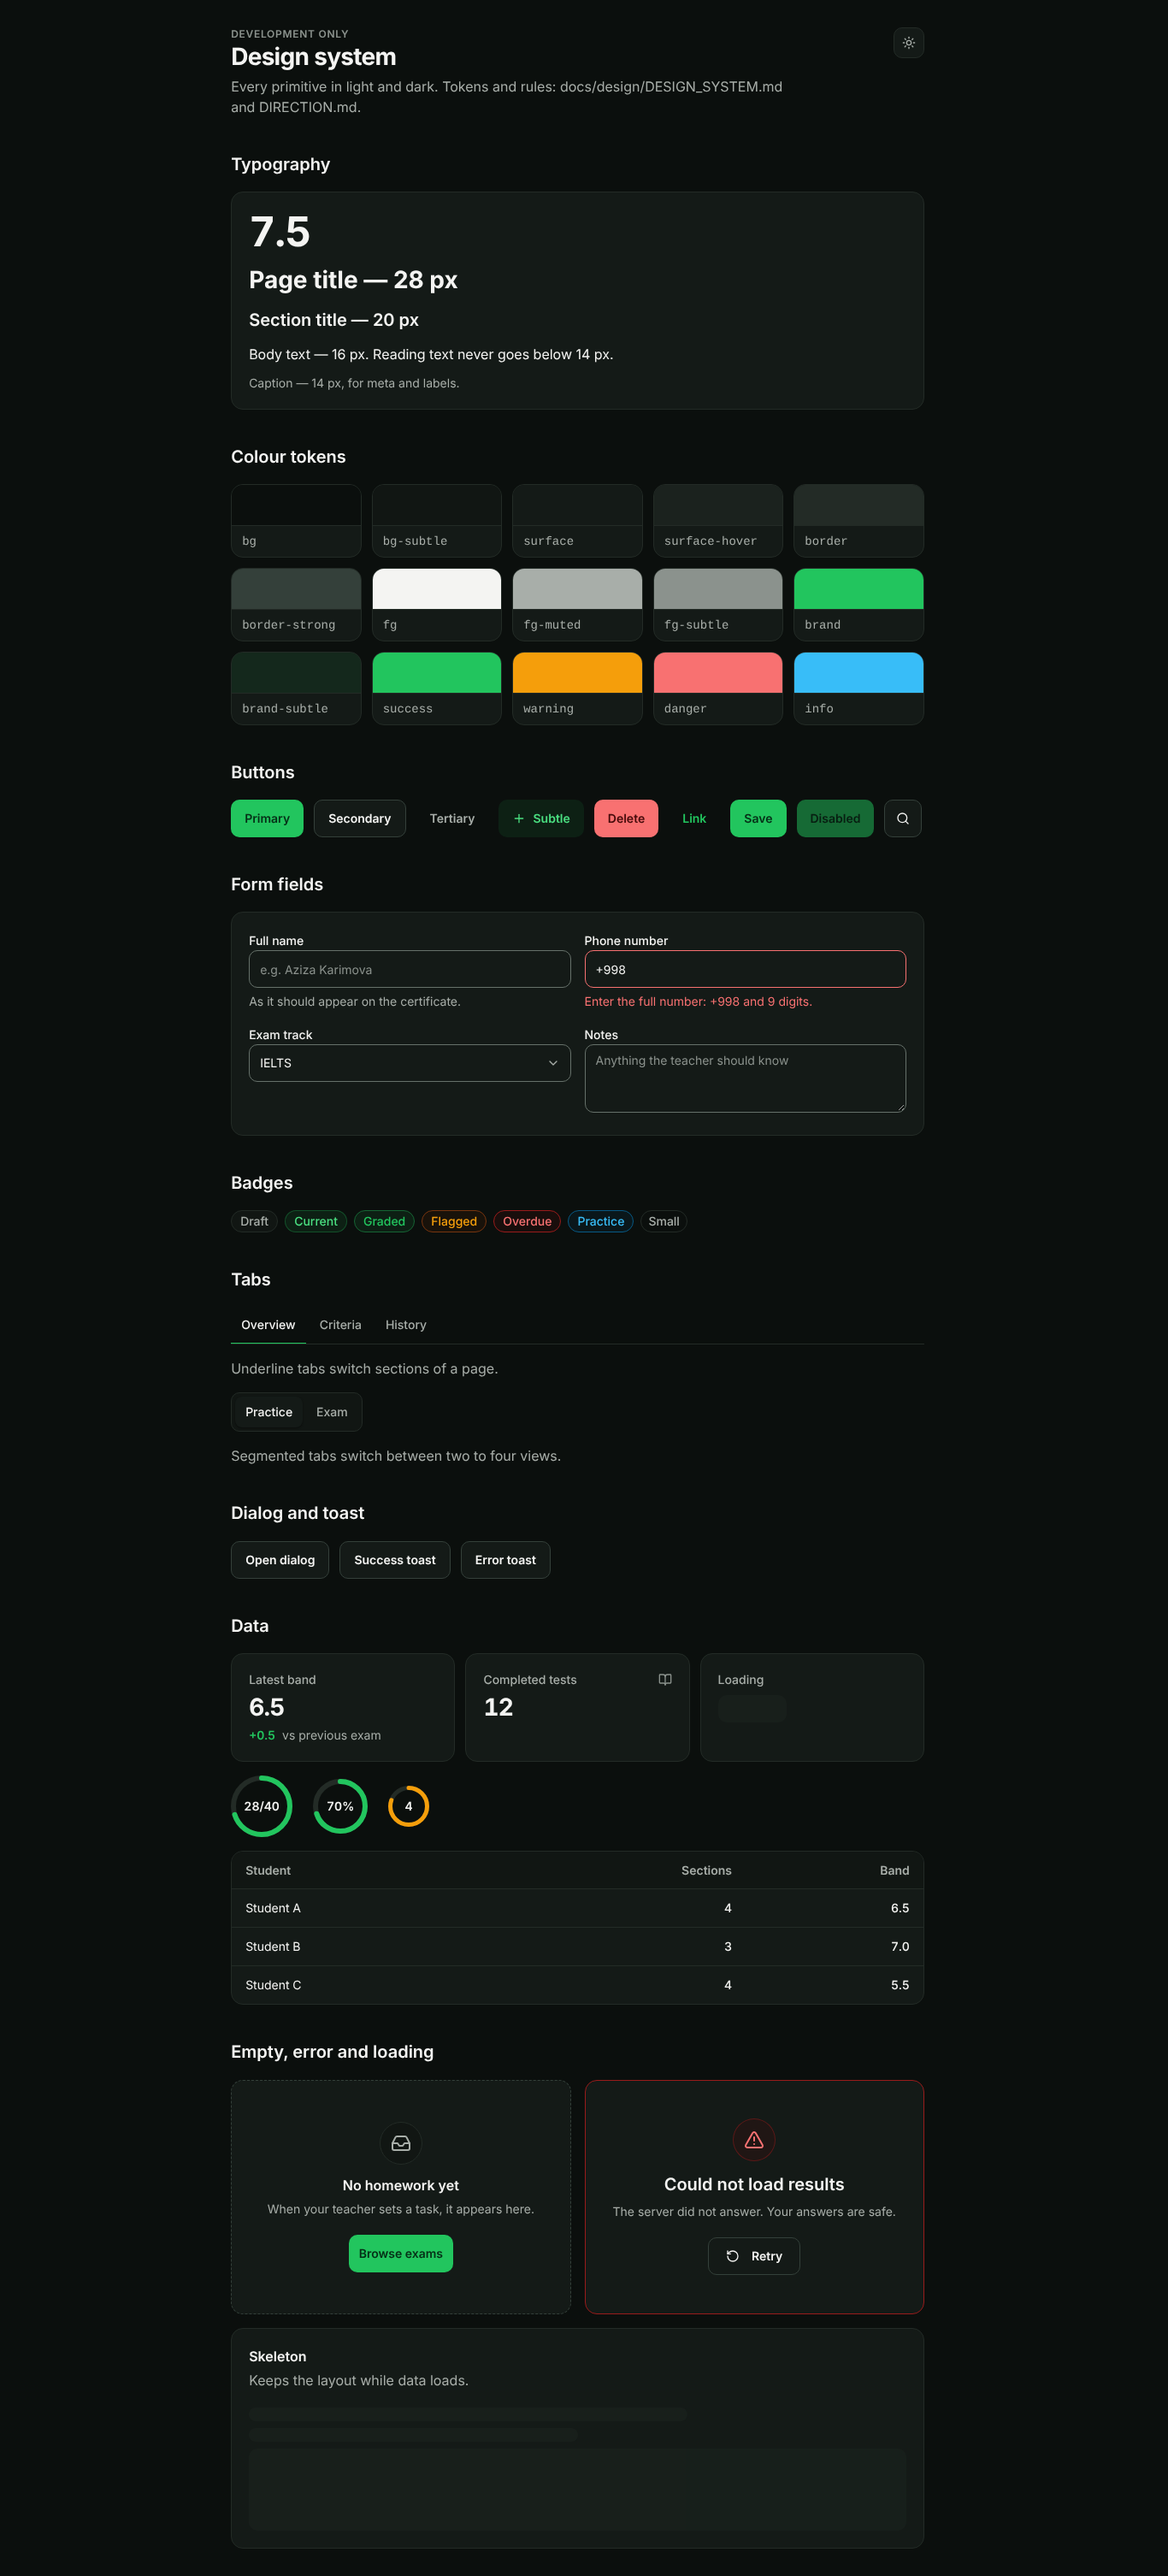 DEVELOPMENT ONLY
Design system
Every primitive in light and dark. Tokens and rules: docs/design/DESIGN_SYSTEM.md
and DIRECTION.md.
Typography
7.5
Page title — 28 px
Section title — 20 px
Body text — 16 px. Reading text never goes below 14 px.
Caption — 14 px, for meta and labels.
Colour tokens
bg bg-subtle surface surface-hover border
border-strong fg fg-muted fg-subtle brand
brand-subtle success warning danger info
Buttons
Primary Secondary Tertiary Subtle Delete Link Save Disabled
Form fields
Full name Phone number
e.g. Aziza Karimova +998
As it should appear on the certificate. Enter the full number: +998 and 9 digits.
Exam track Notes
IELTS Anything the teacher should know
Badges
Draft Current Graded Flagged Overdue Practice Small
Tabs
Overview Criteria History
Underline tabs switch sections of a page.
Practice Exam
Segmented tabs switch between two to four views.
Dialog and toast
Open dialog Success toast Error toast
Data
Latest band Completed tests Loading
6.5 12
+0.5 vs previous exam
28/40 70% 4
Student Sections Band
Student A 4 6.5
Student B 3 7.0
Student C 4 5.5
Empty, error and loading
No homework yet Could not load results
When your teacher sets a task, it appears here. The server did not answer. Your answers are safe.
Browse exams Retry
Skeleton
Keeps the layout while data loads.